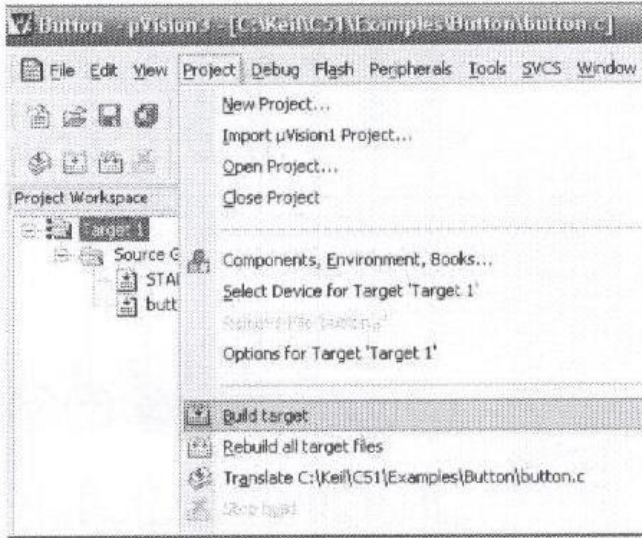 Button - µVision3 - [C:\Keil\C51\Examples\Button\button.c]
File Edit View Project Debug Flash Peripherals Tools SVCS Window
New Project...
Import µVision1 Project...
Open Project...
Close Project
Project Workspace
Target 1
Source G
STAI
butt
Components, Environment, Books...
Select Device for Target 'Target 1'
Options for Target 'Target 1'
Build target
Rebuild all target files
Translate C:\Keil\C51\Examples\Button\button.c
Stop build